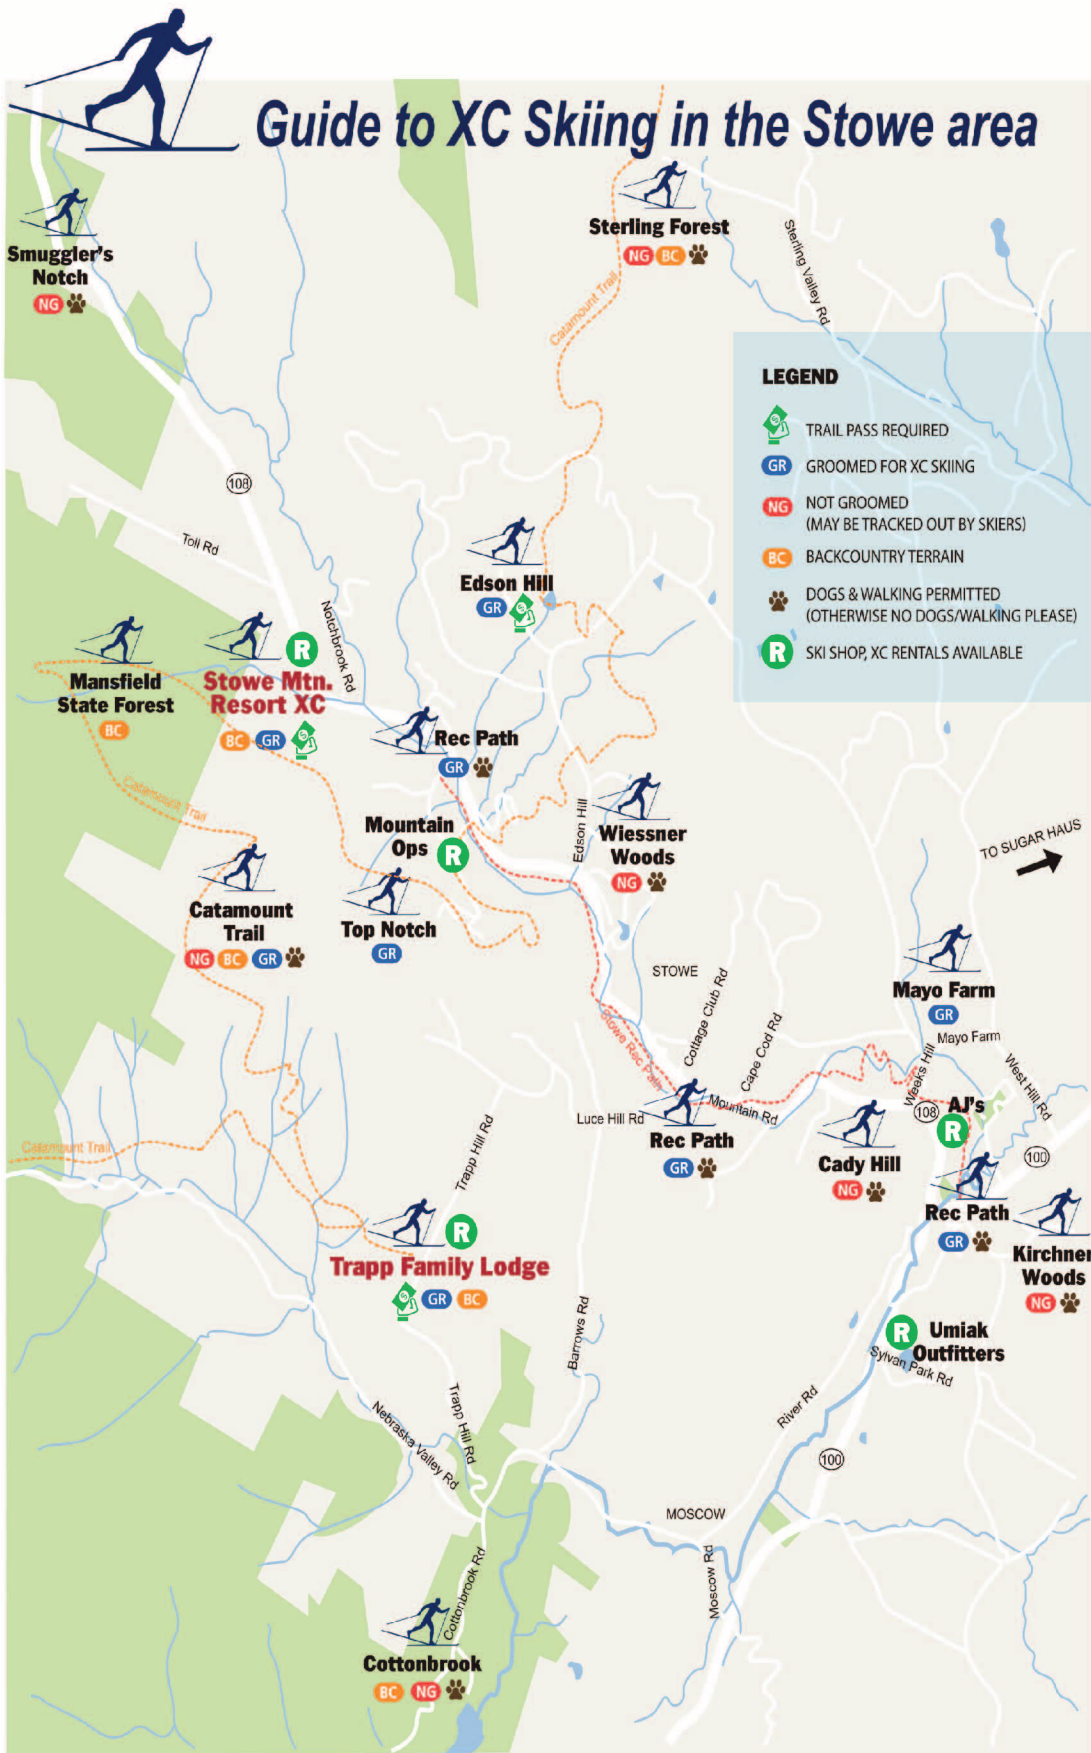 Guide to XC Skiing in the Stowe area
Sterling Forest
NG BC
Smuggler's
Notch
NG
Catamount Trail
Sterling Valley Rd
LEGEND
TRAIL PASS REQUIRED
GR GROOMED FOR XC SKIING
NG NOT GROOMED
(MAY BE TRACKED OUT BY SKIERS)
BC BACKCOUNTRY TERRAIN
DOGS & WALKING PERMITTED
(OTHERWISE NO DOGS/WALKING PLEASE)
R SKI SHOP, XC RENTALS AVAILABLE
108
Toll Rd
Notchbrook Rd
Edson Hill
GR
Mansfield
State Forest
BC
R
Stowe Mtn.
Resort XC
BC GR
Rec Path
GR
Catamount Trail
Mountain
Ops
R
Edson Hill
Wiessner
Woods
NG
TO SUGAR HAUS
Catamount
Trail
NG BC GR
Top Notch
GR
STOWE
Cottage Club Rd
Cape Cod Rd
Mayo Farm
GR
Mayo Farm
Weeks Hill
West Hill Rd
Stowe Rec Path
Mountain Rd
108
AJ's
R
Luce Hill Rd
Rec Path
GR
Cady Hill
NG
100
Catamount Trail
Trapp Hill Rd
Rec Path
GR
Kirchner
Woods
NG
R
Trapp Family Lodge
GR BC
R
Umiak
Outfitters
Sylvan Park Rd
Barrows Rd
Trapp Hill Rd
Nebraska Valley Rd
River Rd
100
MOSCOW
Moscow Rd
Cottonbrook Rd
Cottonbrook
BC NG